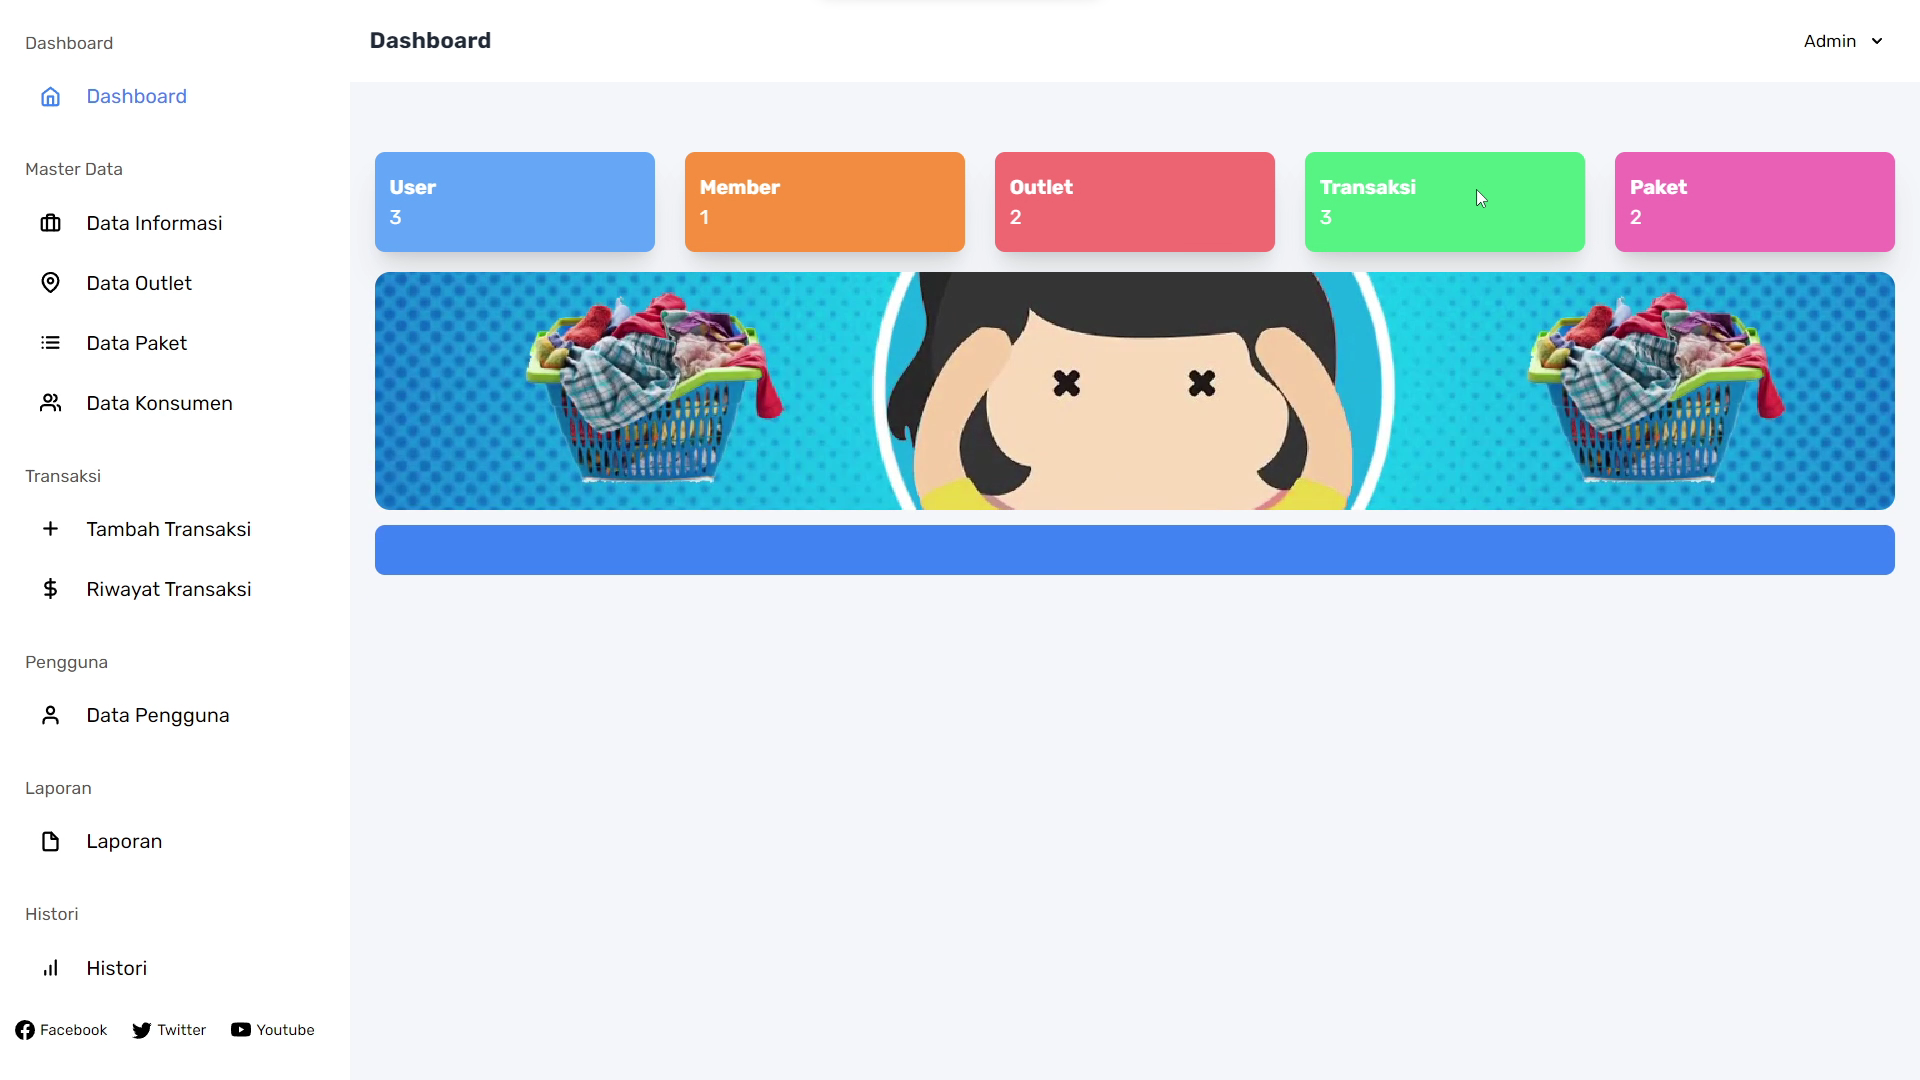 Dashboard
Dashboard
Master Data
Data Informasi
Data Outlet
Data Paket
Data Konsumen
Transaksi
Tambah Transaksi
Riwayat Transaksi
Pengguna
Data Pengguna
Laporan
Laporan
Histori
Histori
Facebook Twitter Youtube
Dashboard
Admin
User
3
Member
1
Outlet
2
Transaksi
3
Paket
2